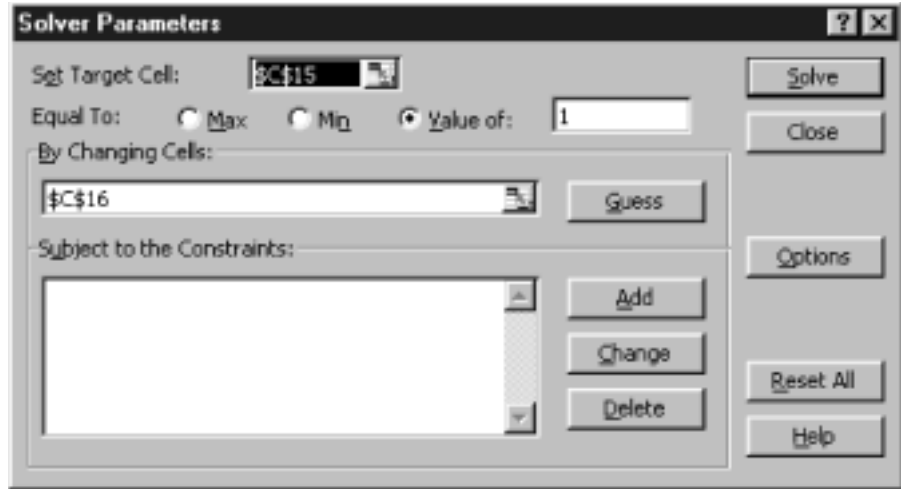 Solver Parameters
Set Target Cell: $C$15 Solve
Equal To: Max Min Value of: 1
Close
By Changing Cells:
$C$16 Guess
Subject to the Constraints:
Options
Add
Change
Reset All
Delete
Help